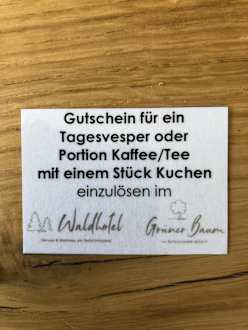 Gutschein für ein
Tagesvesper oder
Portion Kaffee/Tee
mit einem Stück Kuchen
einzulösen im
Waldhotel
Grüner Baum